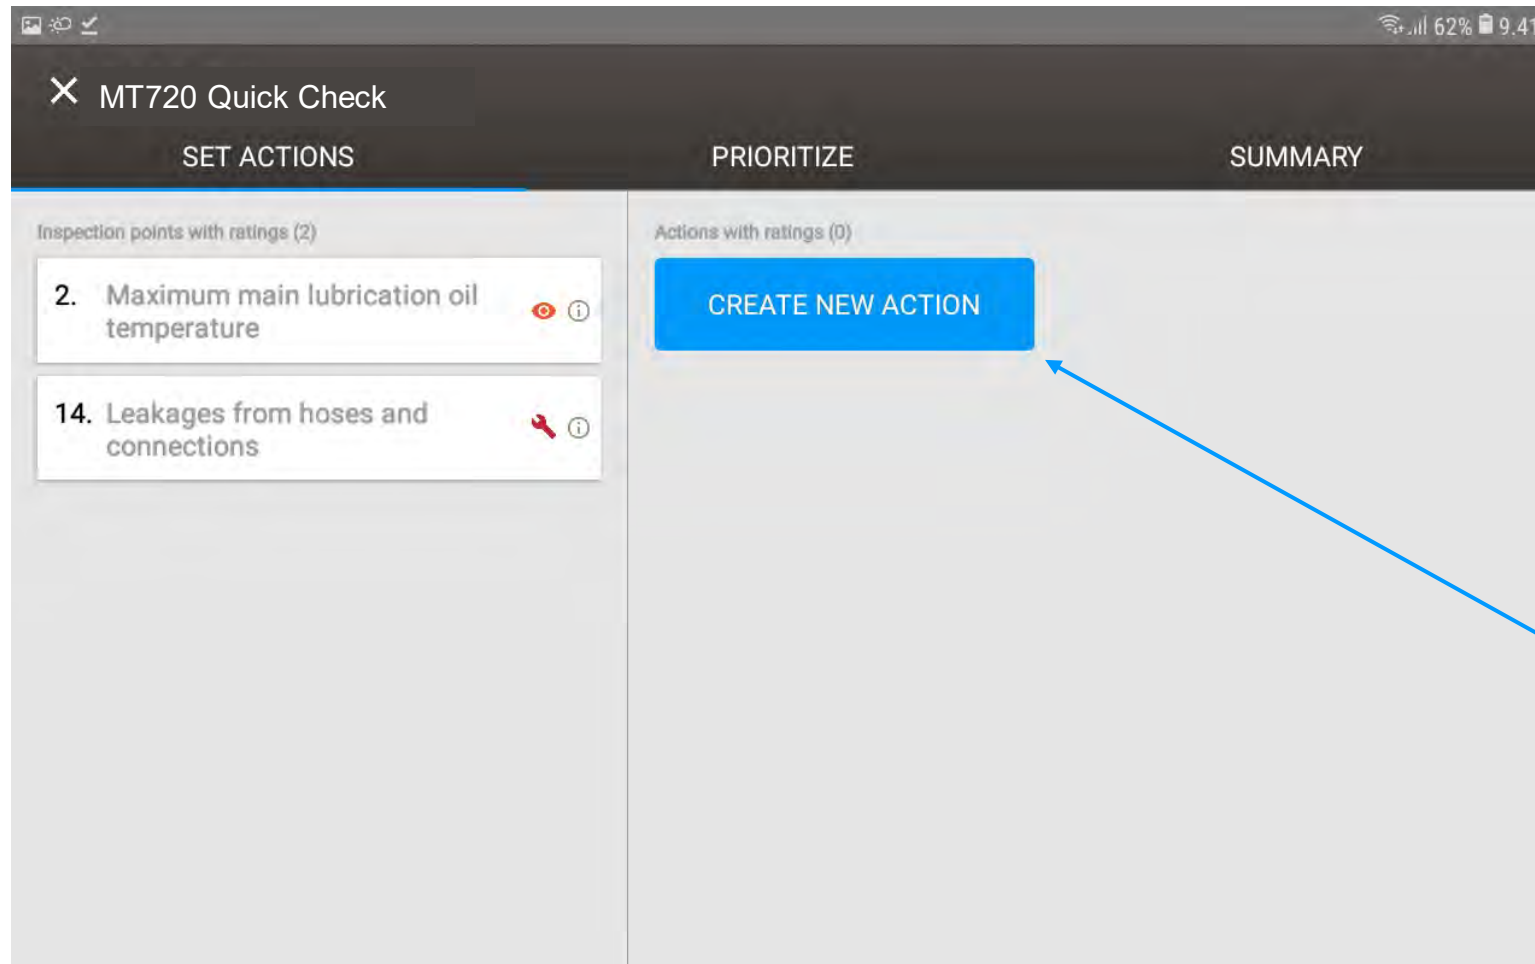 62% 9.41
MT720 Quick Check
SET ACTIONS
PRIORITIZE
SUMMARY
Inspection points with ratings (2)
2. Maximum main lubrication oil
temperature
14. Leakages from hoses and
connections
Actions with ratings (0)
CREATE NEW ACTION